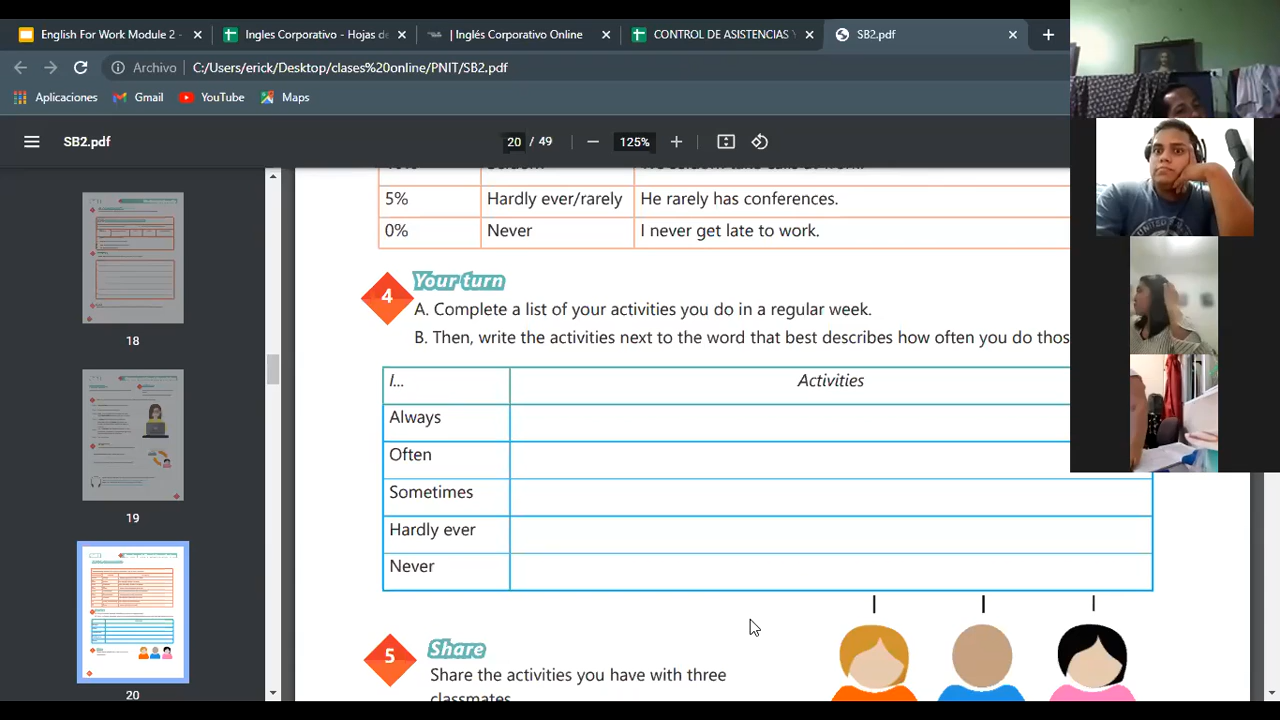 English For Work Module 2 -
Ingles Corporativo - Hojas de
| Inglés Corporativo Online
CONTROL DE ASISTENCIAS Y
SB2.pdf
Archivo C:/Users/erick/Desktop/clases%20online/PNIT/SB2.pdf
Aplicaciones Gmail YouTube Maps
SB2.pdf 20 / 49 125%
5% Hardly ever/rarely He rarely has conferences.
0% Never I never get late to work.
4 Your turn
A. Complete a list of your activities you do in a regular week.
B. Then, write the activities next to the word that best describes how often you do
I... Activities
Always
Often
Sometimes
Hardly ever
Never
5 Share
Share the activities you have with three
classmates
18
19
20